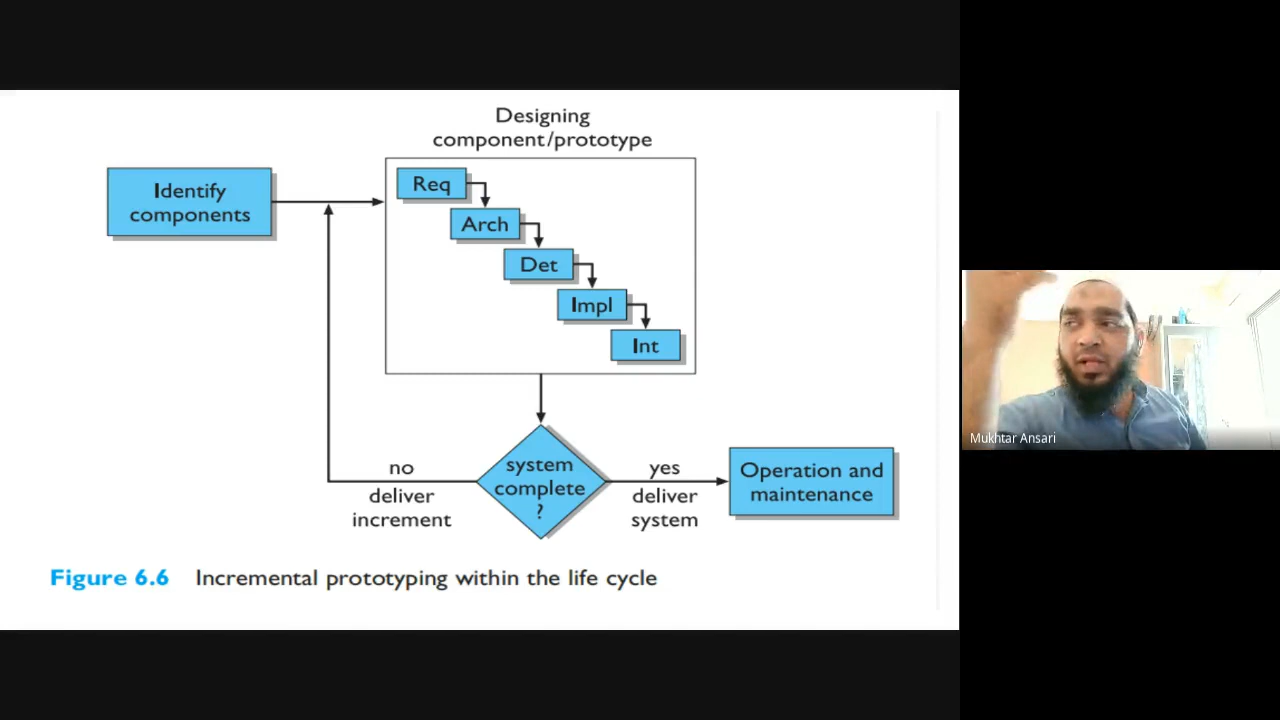 Designing
component/prototype
Identify
components
Req
Arch
Det
Impl
Int
system
complete
?
no
deliver
increment
yes
deliver
system
Operation and
maintenance
Figure 6.6 Incremental prototyping within the life cycle
Mukhtar Ansari